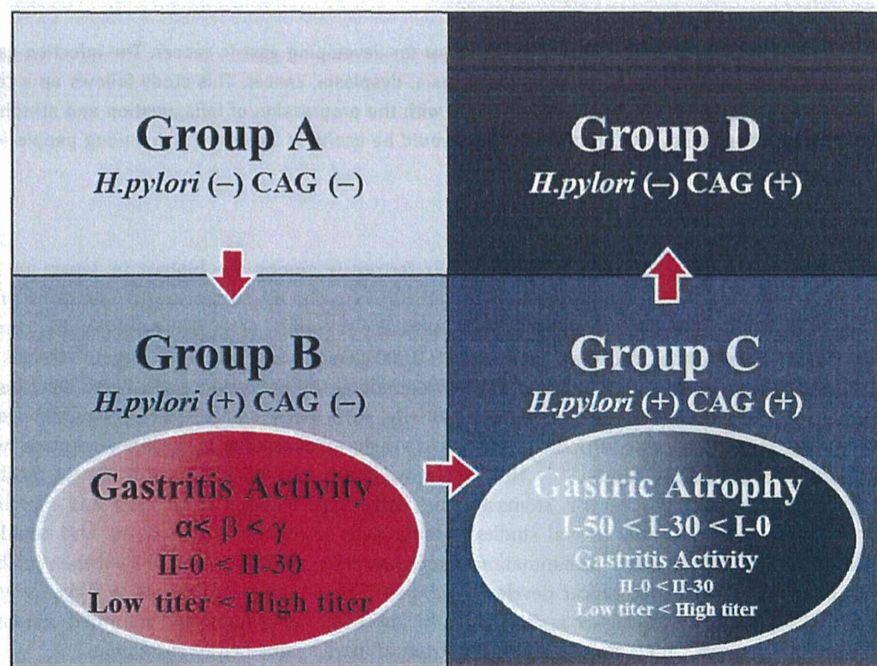 Group A
H.pylori (–) CAG (–)
Group D
H.pylori (–) CAG (+)
Group B
H.pylori (+) CAG (–)
Gastritis Activity
α< β < γ
II-0 < II-30
Low titer < High titer
Group C
H.pylori (+) CAG (+)
Gastric Atrophy
I-50 < I-30 < I-0
Gastritis Activity
II-0 < II-30
Low titer < High titer